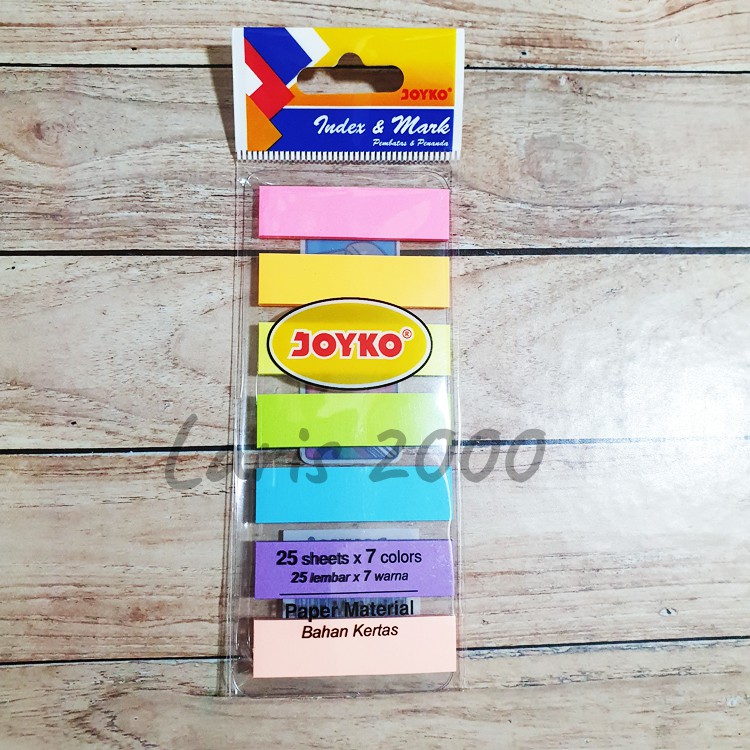 JOYKO®
Index & Mark
Pembatas & Penanda
JOYKO®
Laris 2000
25 sheets x 7 colors
25 lembar x 7 warna
Paper Material
Bahan Kertas